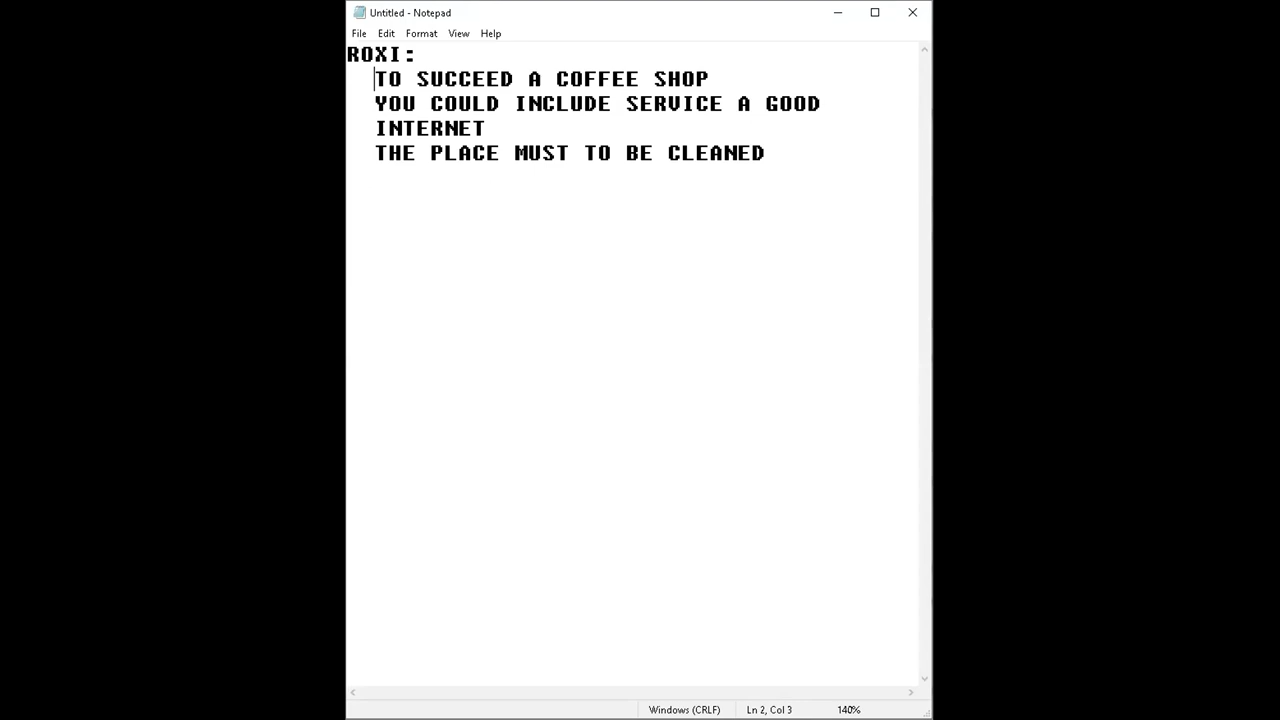 Untitled - Notepad
File Edit Format View Help
ROXI:
TO SUCCEED A COFFEE SHOP
YOU COULD INCLUDE SERVICE A GOOD
INTERNET
THE PLACE MUST TO BE CLEANED
Windows (CRLF) Ln 2, Col 3 140%